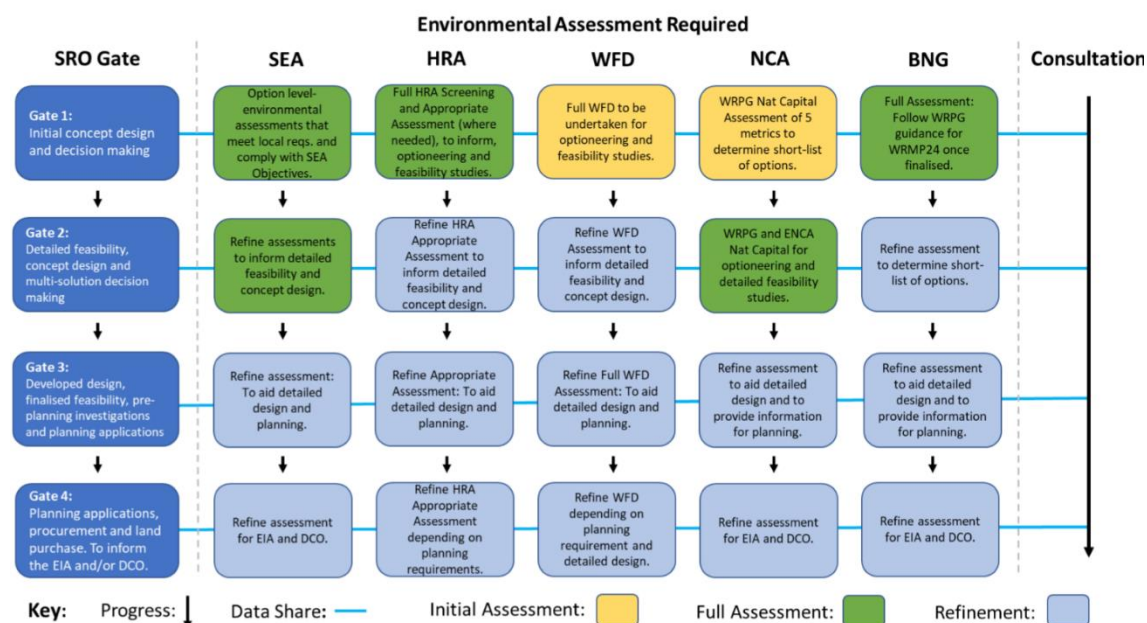 Environmental Assessment Required
SRO Gate
SEA
HRA
WFD
NCA
BNG
Consultation
Gate 1:
Initial concept design
and decision making
Option level-
environmental
assessments that
meet local reqs. and
comply with SEA
Objectives.
Full HRA Screening
and Appropriate
Assessment (where
needed), to inform,
optioneering and
feasibility studies.
Full WFD to be
undertaken for
optioneering and
feasibility studies.
WRPG Nat Capital
Assessment of 5
metrics to
determine short-list
of options.
Full Assessment:
Follow WRPG
guidance for
WRMP24 once
finalised.
Gate 2:
Detailed feasibility,
concept design and
multi-solution decision
making
Refine assessments
to inform detailed
feasibility and
concept design.
Refine HRA
Appropriate
Assessment to
inform detailed
feasibility and
concept design.
Refine WFD
Assessment to
inform detailed
feasibility and
concept design.
WRPG and ENCA
Nat Capital for
optioneering and
detailed feasibility
studies.
Refine assessment
to determine short-
list of options.
Gate 3:
Developed design,
finalised feasibility, pre-
planning investigations
and planning applications
Refine assessment:
To aid detailed
design and
planning.
Refine Appropriate
Assessment: To aid
detailed design and
planning.
Refine Full WFD
Assessment: To aid
detailed design and
planning.
Refine assessment
to aid detailed
design and to
provide information
for planning.
Refine assessment
to aid detailed
design and to
provide information
for planning.
Gate 4:
Planning applications,
procurement and land
purchase. To inform
the EIA and/or DCO.
Refine assessment
for EIA and DCO.
Refine HRA
Appropriate
Assessment
depending on
planning
requirements.
Refine WFD
depending on
planning
requirement and
detailed design.
Refine assessment
for EIA and DCO.
Refine assessment
for EIA and DCO.
Key: Progress: Data Share: Initial Assessment: Full Assessment: Refinement: